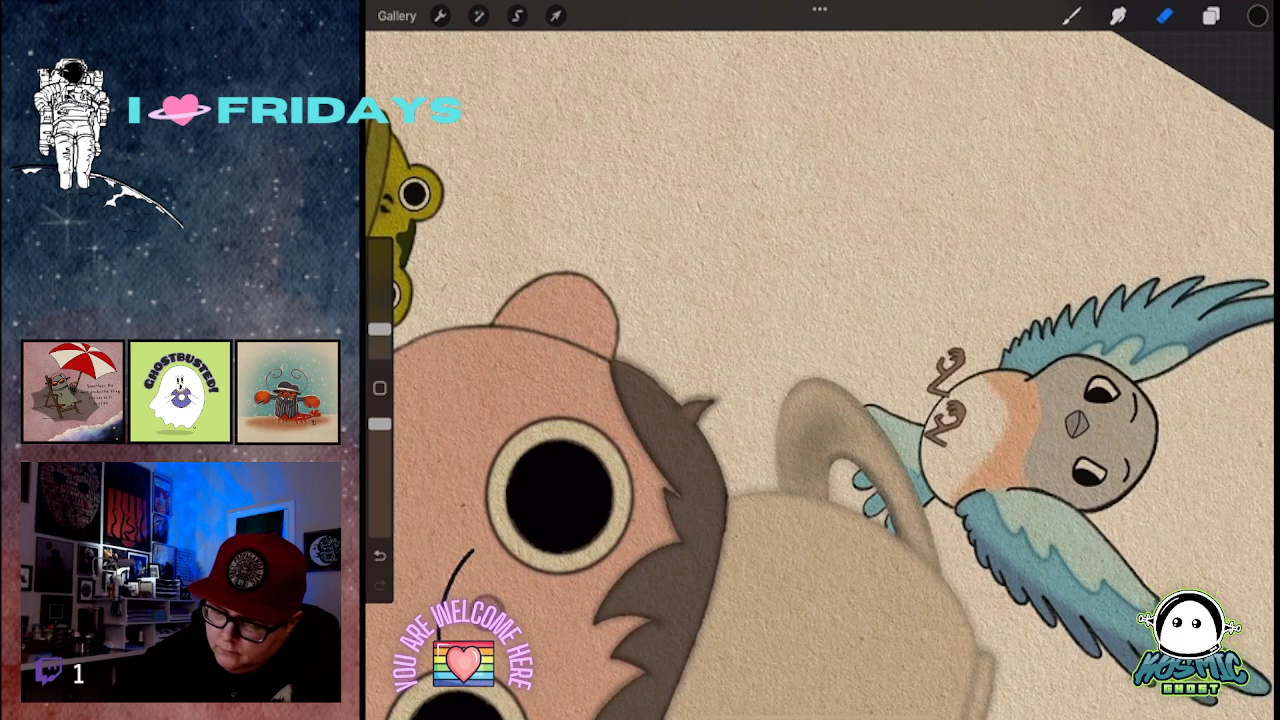 Gallery
I FRIDAYS
GHOSTBUSTED!
YOU ARE WELCOME HERE
1
KOSMIC
GHOST